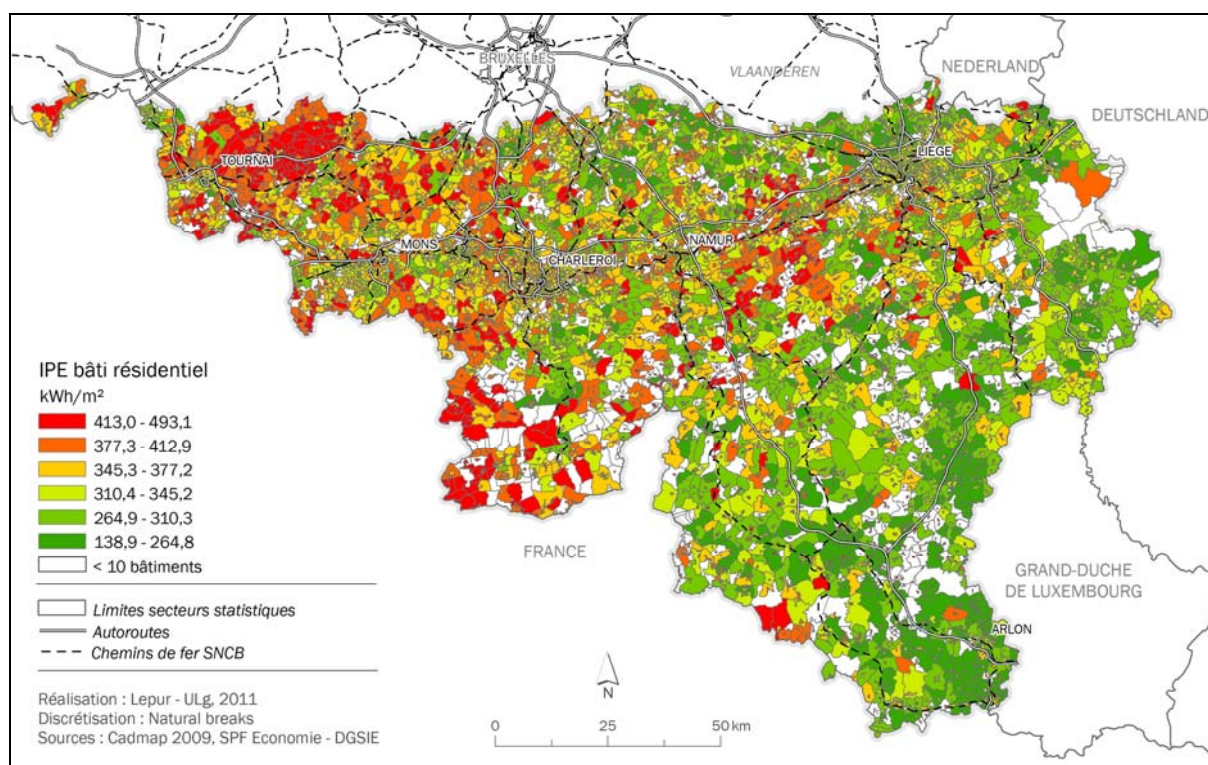 BRUXELLES
VLAANDEREN
NEDERLAND
DEUTSCHLAND
TOURNAI
LIÈGE
MONS
NAMUR
CHARLEROI
FRANCE
GRAND-DUCHE
DE LUXEMBOURG
ARLON
IPE bâti résidentiel
kWh/m²
413,0 - 493,1
377,3 - 412,9
345,3 - 377,2
310,4 - 345,2
264,9 - 310,3
138,9 - 264,8
< 10 bâtiments
Limites secteurs statistiques
Autoroutes
Chemins de fer SNCB
Réalisation : Lepur - ULg, 2011
Discrétisation : Natural breaks
Sources : Cadmap 2009, SPF Economie - DGSIE
N
0 25 50 km